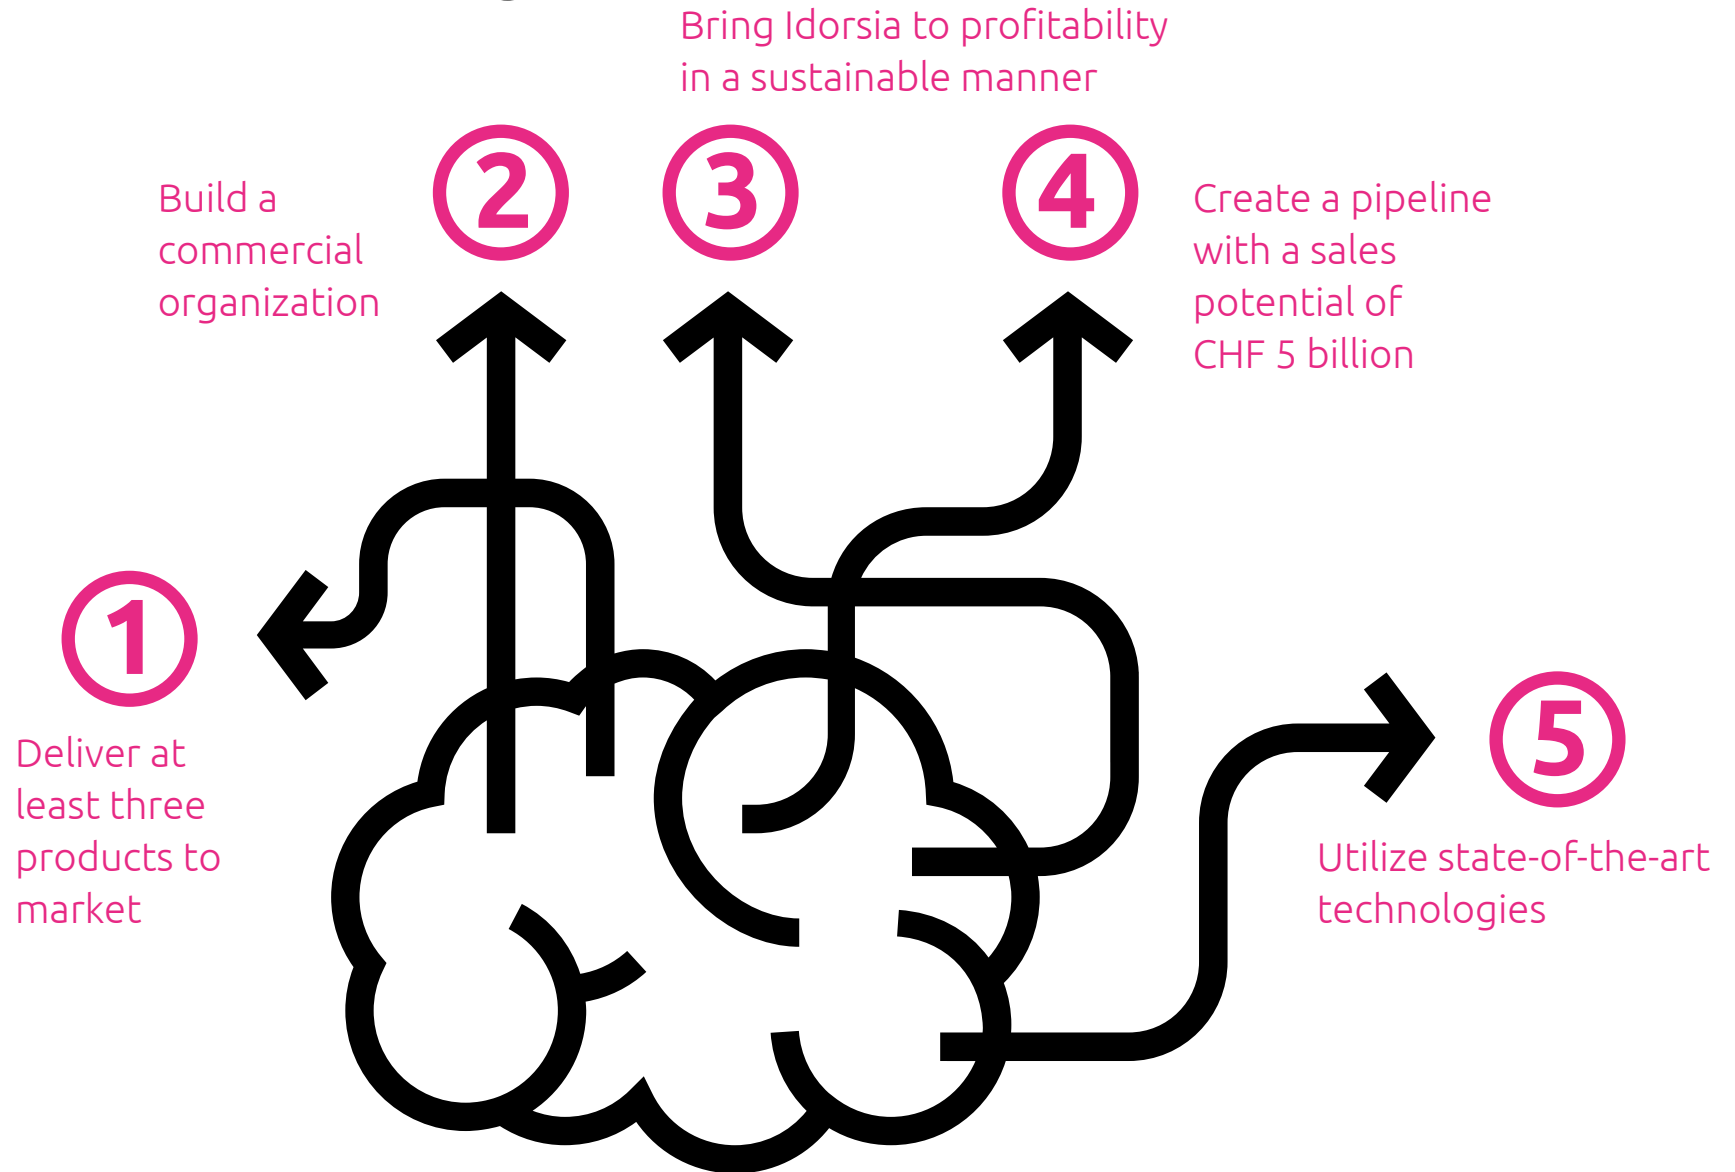 Bring Idorsia to profitability
in a sustainable manner
2
3
4
Build a
commercial
organization
Create a pipeline
with a sales
potential of
CHF 5 billion
1
Deliver at
least three
products to
market
5
Utilize state-of-the-art
technologies